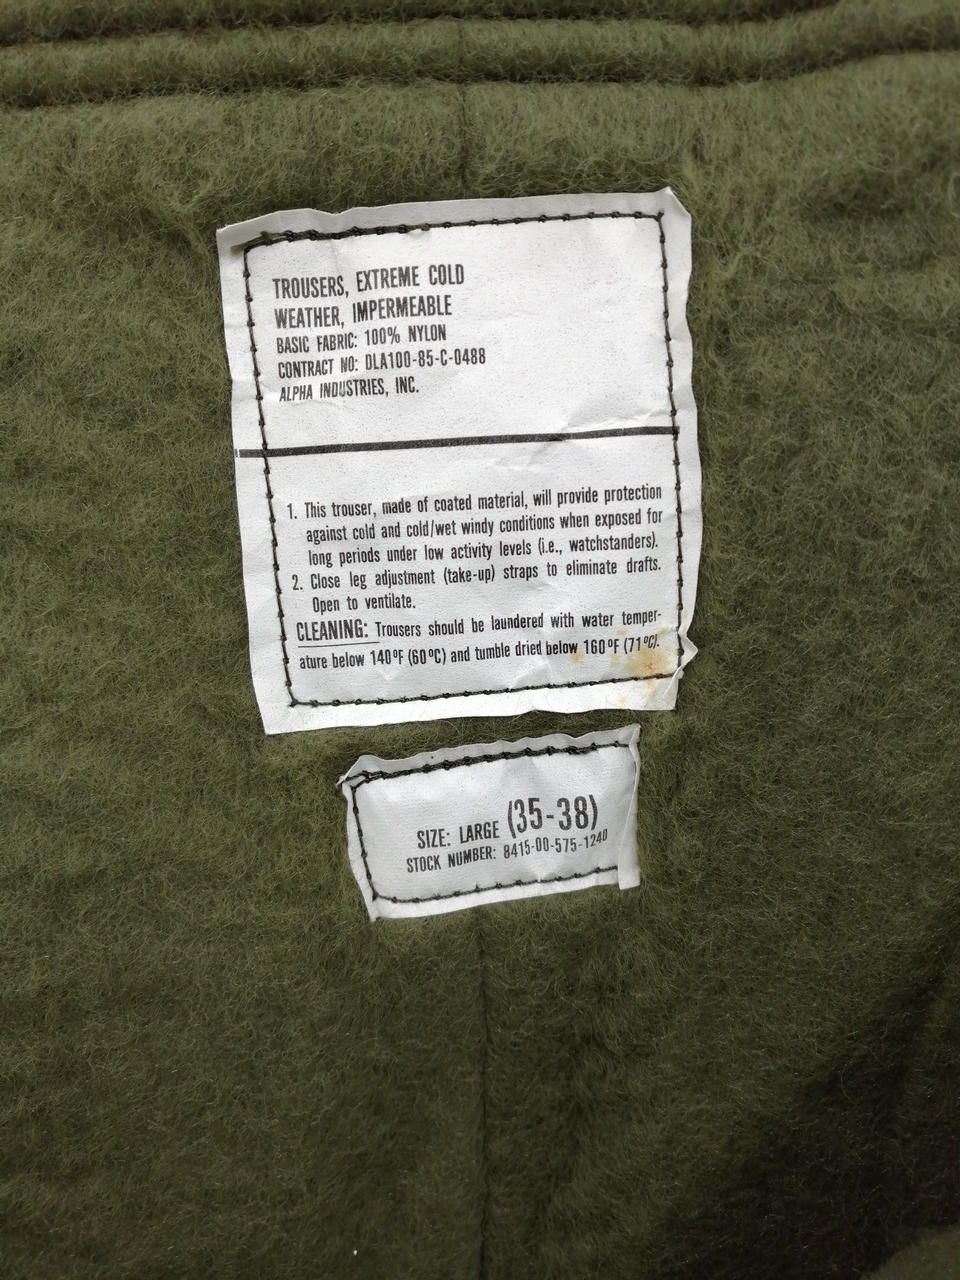 TROUSERS, EXTREME COLD
WEATHER, IMPERMEABLE
BASIC FABRIC: 100% NYLON
CONTRACT NO: DLA100-85-C-0488
ALPHA INDUSTRIES, INC.
1. This trouser, made of coated material, will provide protection
against cold and cold/wet windy conditions when exposed for
long periods under low activity levels (i.e., watchstanders).
2. Close leg adjustment (take-up) straps to eliminate drafts.
Open to ventilate.
CLEANING: Trousers should be laundered with water temper-
ature below 140°F (60°C) and tumble dried below 160°F (71°C).
SIZE: LARGE (35-38)
STOCK NUMBER: 8415-00-575-1240